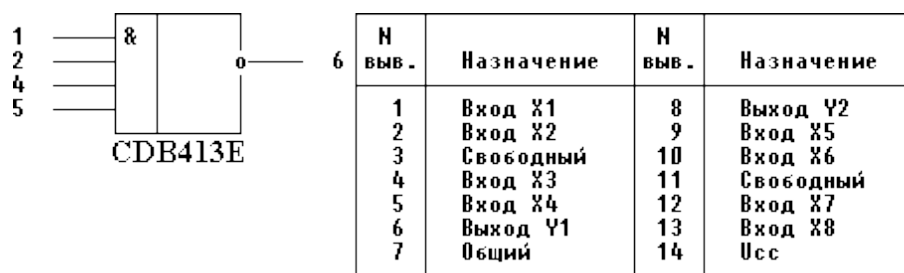 1
2
4
5
&
6
CDB413E
N выв. Назначение N выв. Назначение
1 Вход X1 8 Выход Y2
2 Вход X2 9 Вход X5
3 Свободный 10 Вход X6
4 Вход X3 11 Свободный
5 Вход X4 12 Вход X7
6 Выход Y1 13 Вход X8
7 Общий 14 Ucc